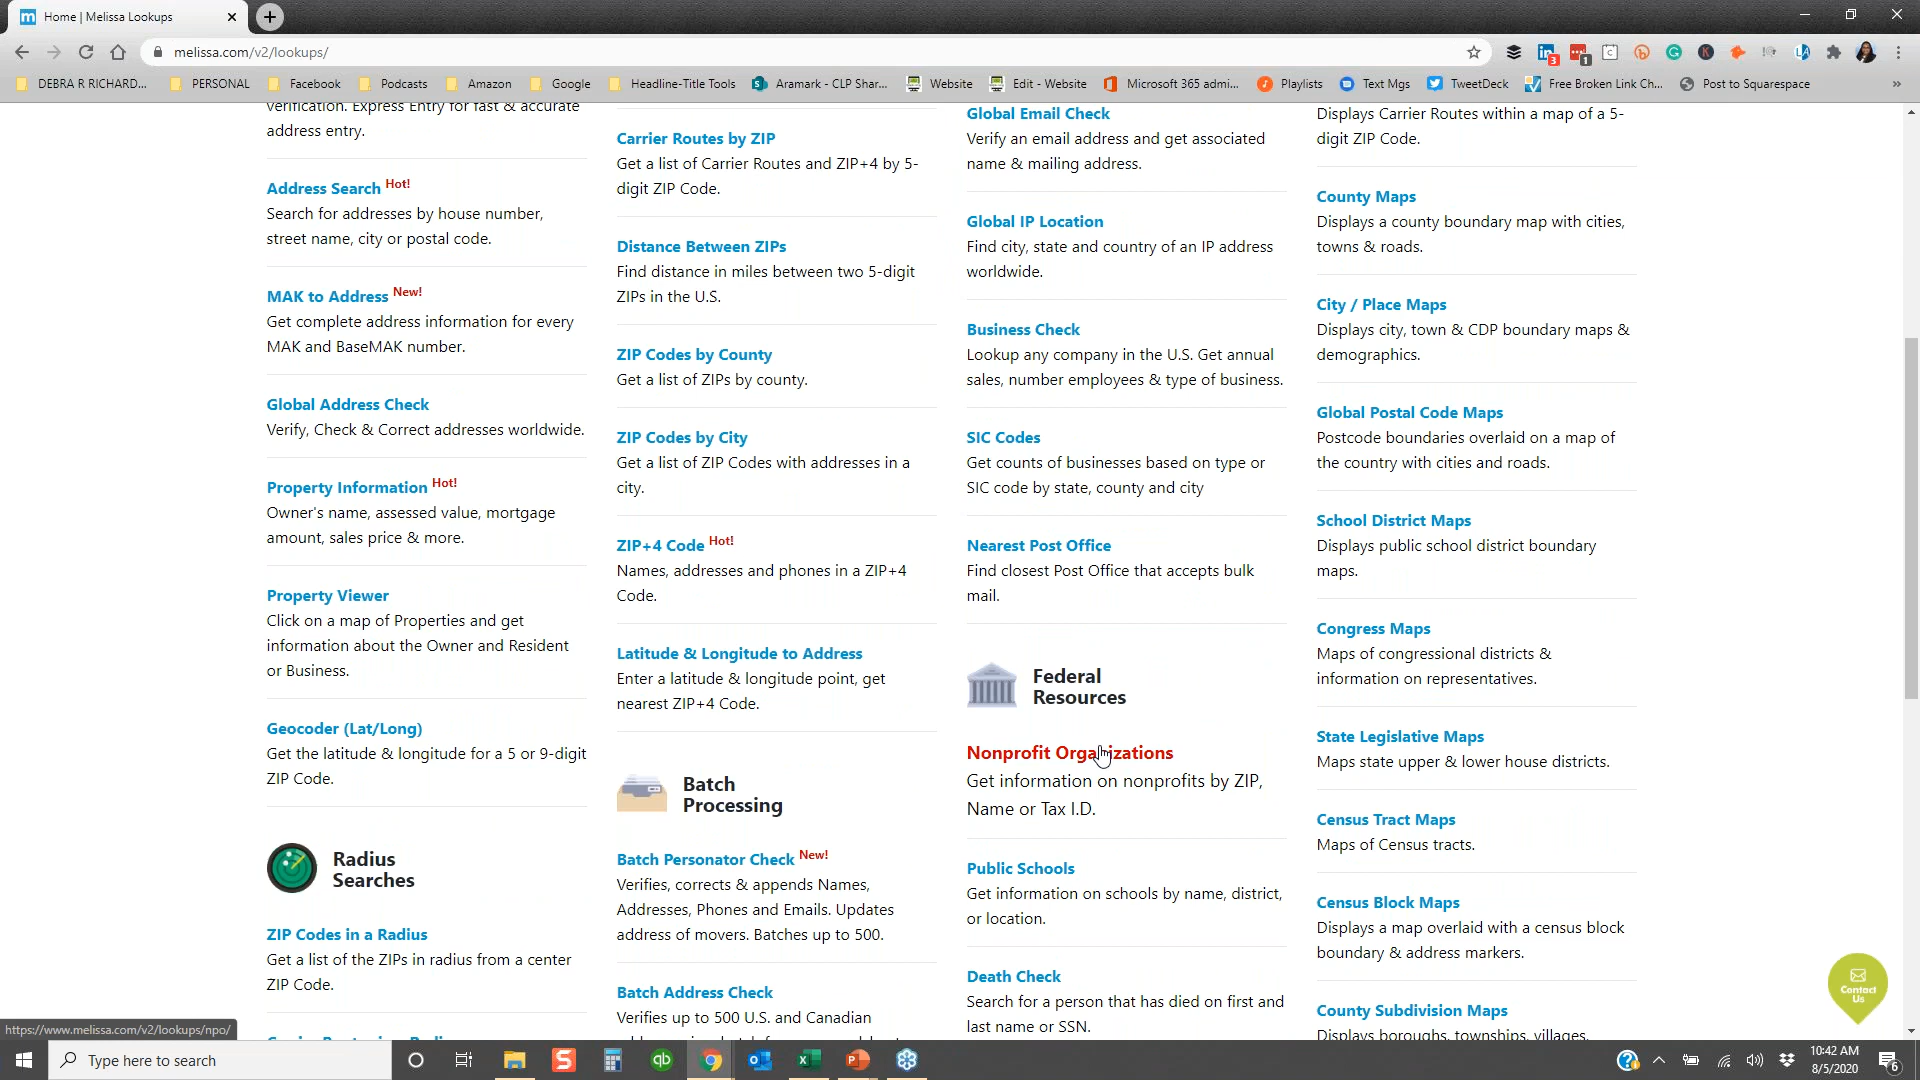 Home | Melissa Lookups
melissa.com/v2/lookups/
3
1
DEBRA R RICHARD...
PERSONAL
Facebook
Podcasts
Amazon
Google
Headline-Title Tools
Aramark - CLP Shar...
Website
Edit - Website
Microsoft 365 admi...
Playlists
Text Mgs
TweetDeck
Free Broken Link Ch...
Post to Squarespace
»
verification. Express Entry for fast & accurate
address entry.
Address Search Hot!
Search for addresses by house number,
street name, city or postal code.
MAK to Address New!
Get complete address information for every
MAK and BaseMAK number.
Global Address Check
Verify, Check & Correct addresses worldwide.
Property Information Hot!
Owner's name, assessed value, mortgage
amount, sales price & more.
Property Viewer
Click on a map of Properties and get
information about the Owner and Resident
or Business.
Geocoder (Lat/Long)
Get the latitude & longitude for a 5 or 9-digit
ZIP Code.
Radius
Searches
ZIP Codes in a Radius
Get a list of the ZIPs in radius from a center
ZIP Code.
Carrier Routes by ZIP
Get a list of Carrier Routes and ZIP+4 by 5-
digit ZIP Code.
Distance Between ZIPs
Find distance in miles between two 5-digit
ZIPs in the U.S.
ZIP Codes by County
Get a list of ZIPs by county.
ZIP Codes by City
Get a list of ZIP Codes with addresses in a
city.
ZIP+4 Code Hot!
Names, addresses and phones in a ZIP+4
Code.
Latitude & Longitude to Address
Enter a latitude & longitude point, get
nearest ZIP+4 Code.
Batch
Processing
Batch Personator Check New!
Verifies, corrects & appends Names,
Addresses, Phones and Emails. Updates
address of movers. Batches up to 500.
Batch Address Check
Verifies up to 500 U.S. and Canadian
Global Email Check
Verify an email address and get associated
name & mailing address.
Global IP Location
Find city, state and country of an IP address
worldwide.
Business Check
Lookup any company in the U.S. Get annual
sales, number employees & type of business.
SIC Codes
Get counts of businesses based on type or
SIC code by state, county and city
Nearest Post Office
Find closest Post Office that accepts bulk
mail.
Federal
Resources
Nonprofit Organizations
Get information on nonprofits by ZIP,
Name or Tax I.D.
Public Schools
Get information on schools by name, district,
or location.
Death Check
Search for a person that has died on first and
last name or SSN.
Displays Carrier Routes within a map of a 5-
digit ZIP Code.
County Maps
Displays a county boundary map with cities,
towns & roads.
City / Place Maps
Displays city, town & CDP boundary maps &
demographics.
Global Postal Code Maps
Postcode boundaries overlaid on a map of
the country with cities and roads.
School District Maps
Displays public school district boundary
maps.
Congress Maps
Maps of congressional districts &
information on representatives.
State Legislative Maps
Maps state upper & lower house districts.
Census Tract Maps
Maps of Census tracts.
Census Block Maps
Displays a map overlaid with a census block
boundary & address markers.
County Subdivision Maps
Displays boroughs, townships, villages,
Contact
Us
https://www.melissa.com/v2/lookups/npo/
Type here to search
10:42 AM
8/5/2020
6